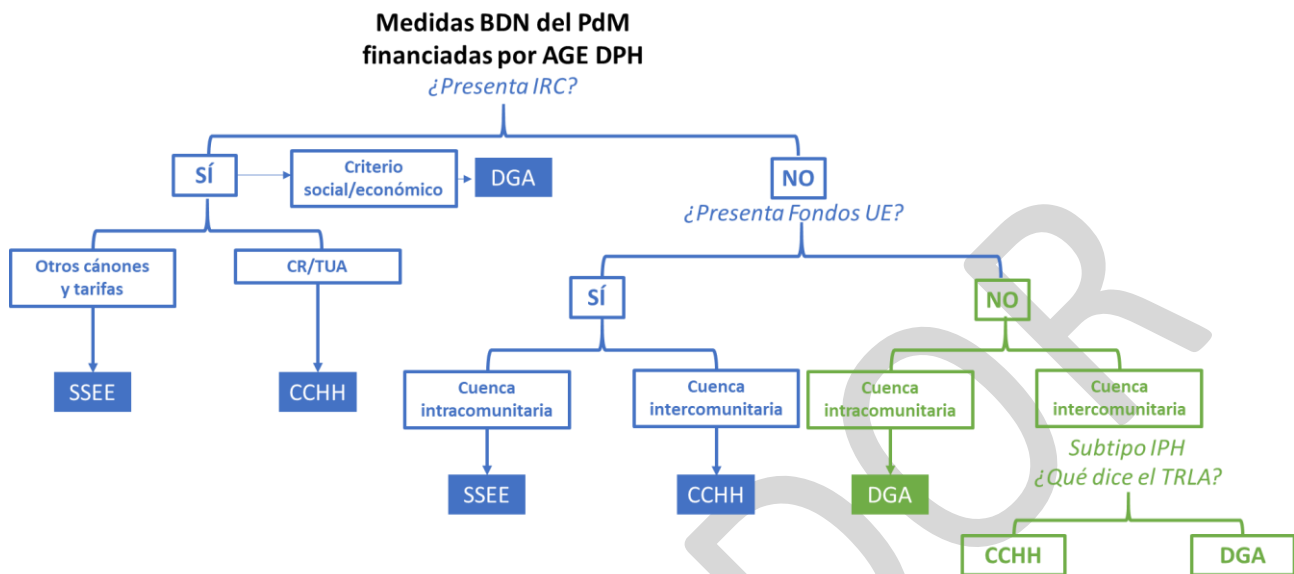 Medidas BDN del PdM
financiadas por AGE DPH
¿Presenta IRC?
SÍ
Criterio
social/económico
DGA
NO
¿Presenta Fondos UE?
Otros cánones
y tarifas
CR/TUA
SÍ
NO
SSEE
CCHH
Cuenca
intracomunitaria
Cuenca
intercomunitaria
Cuenca
intracomunitaria
Cuenca
intercomunitaria
SSEE
CCHH
DGA
Subtipo IPH
¿Qué dice el TRLA?
CCHH
DGA
DOR